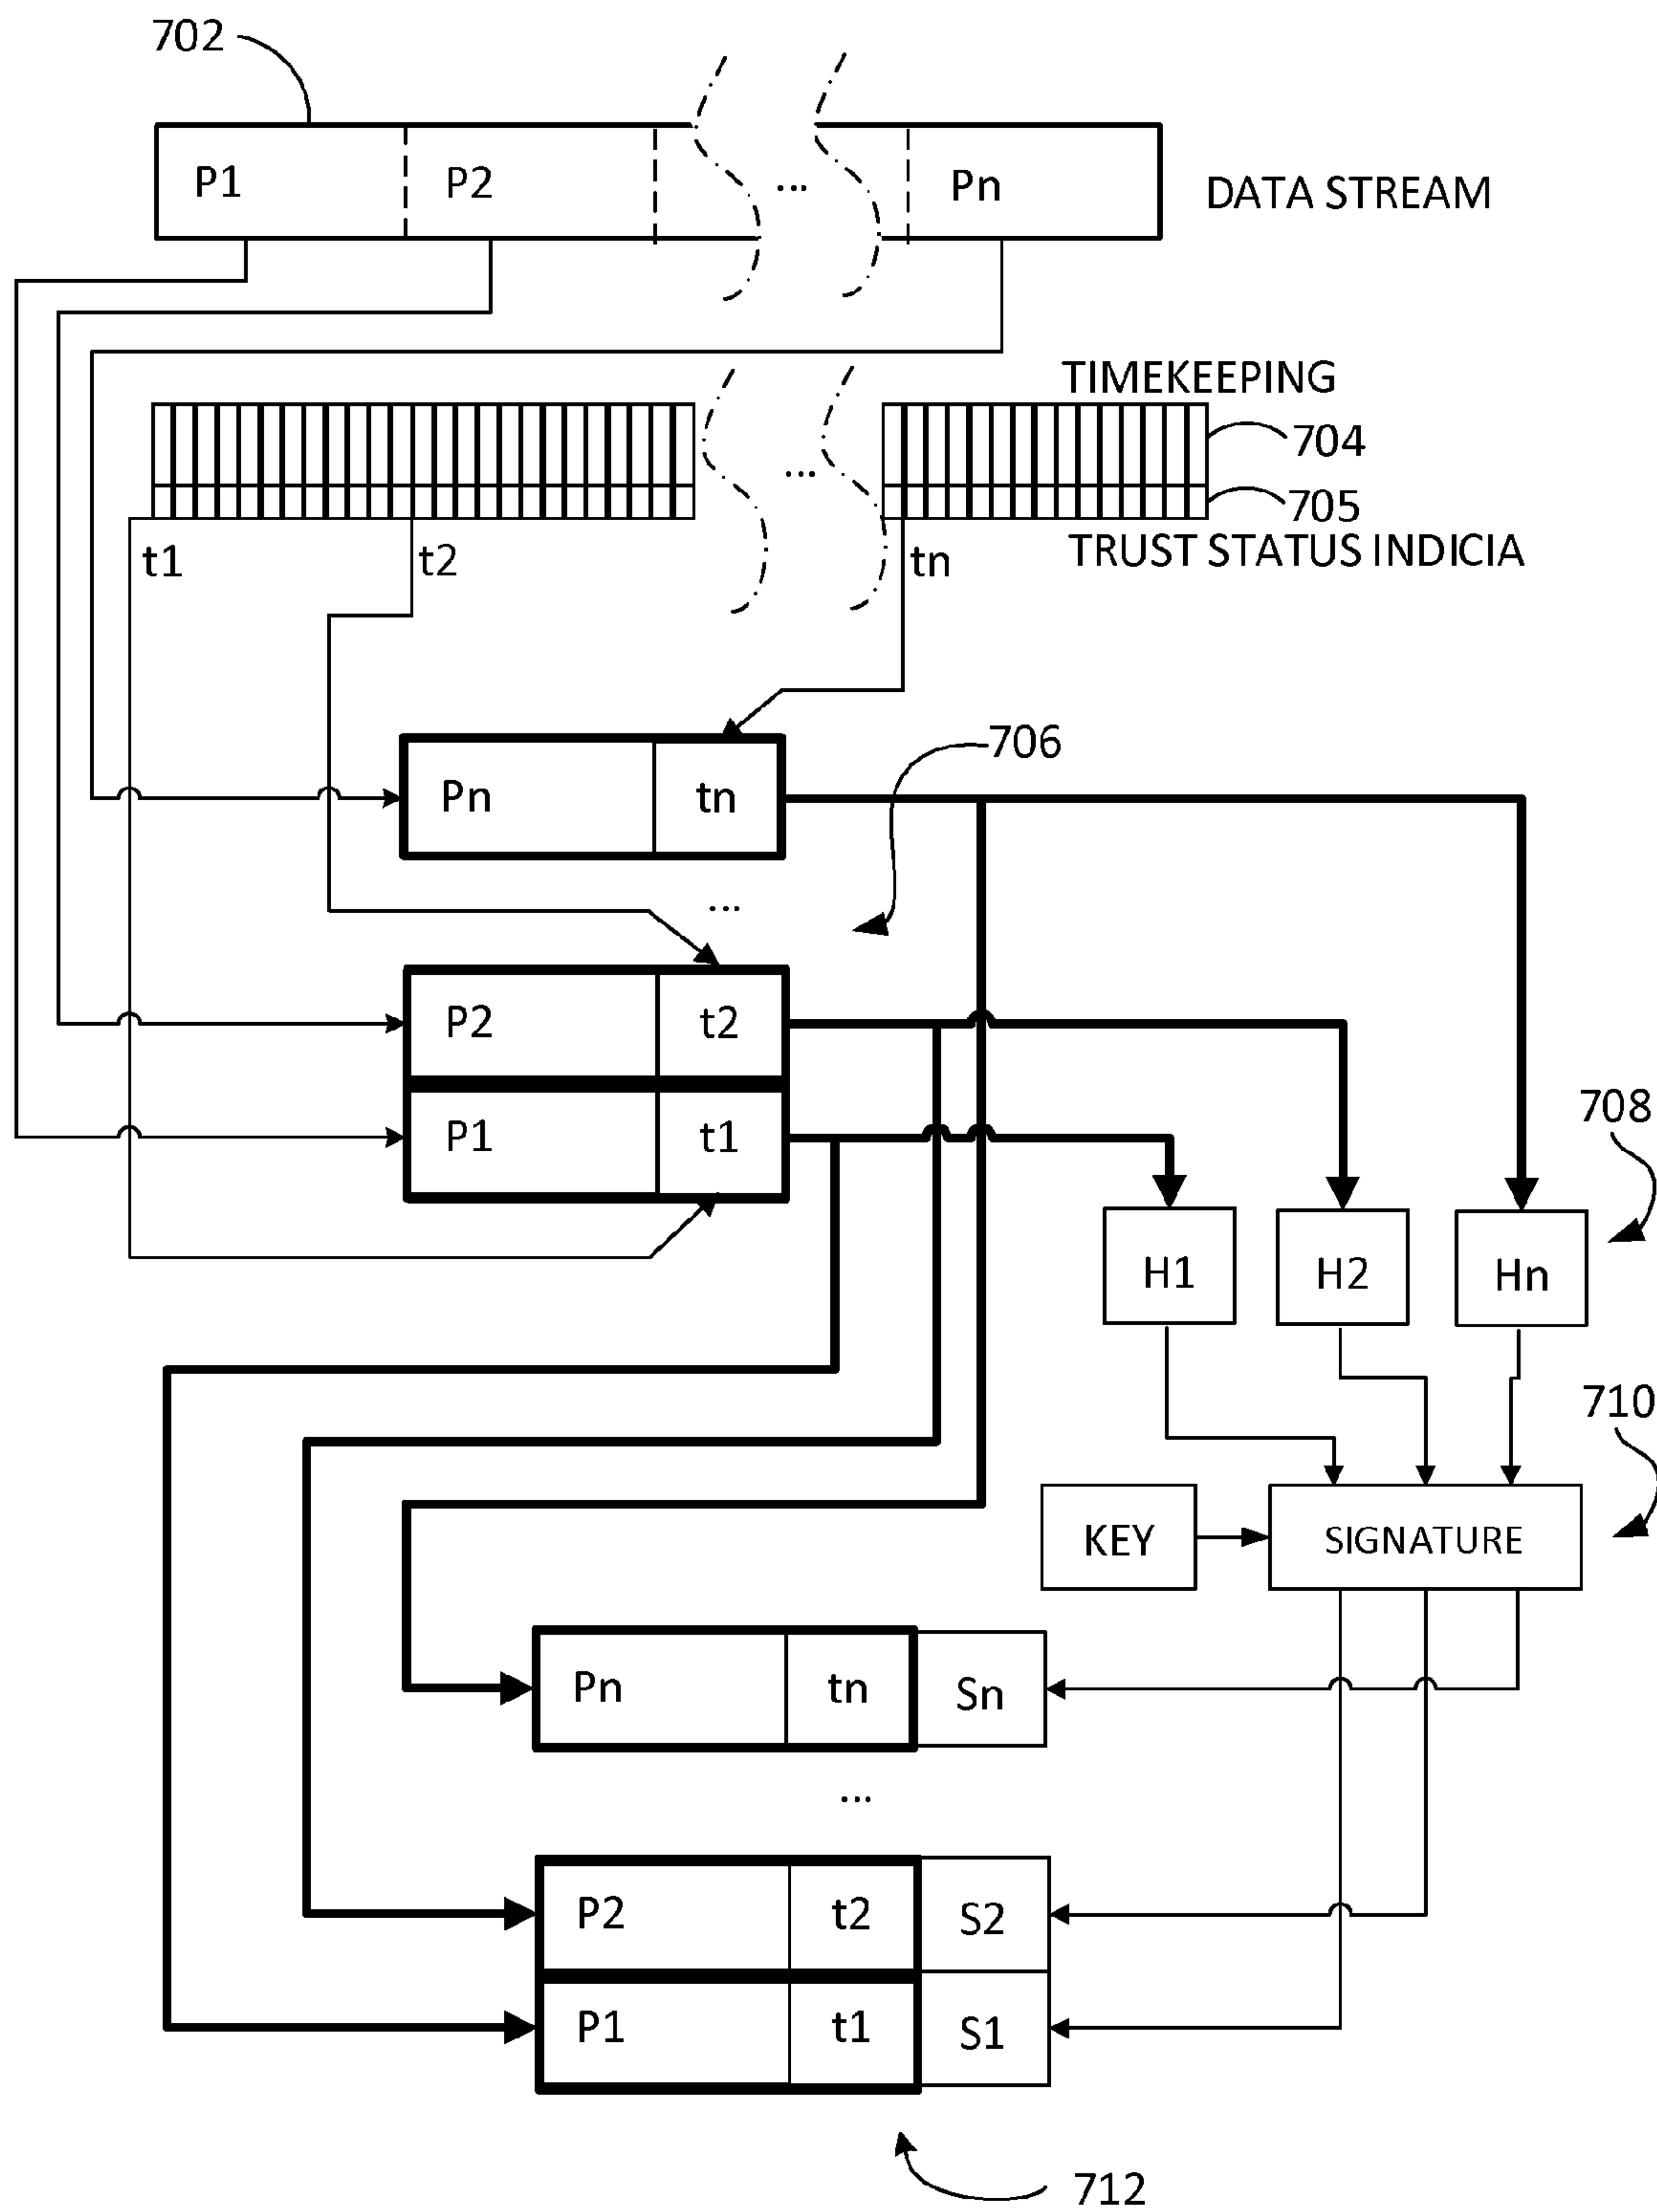 702
P1 P2 ... Pn DATA STREAM
TIMEKEEPING
704
...
705
t1 t2 tn TRUST STATUS INDICIA
706
Pn tn
...
P2 t2
P1 t1
708
H1 H2 Hn
710
KEY SIGNATURE
Pn tn Sn
...
P2 t2 S2
P1 t1 S1
712